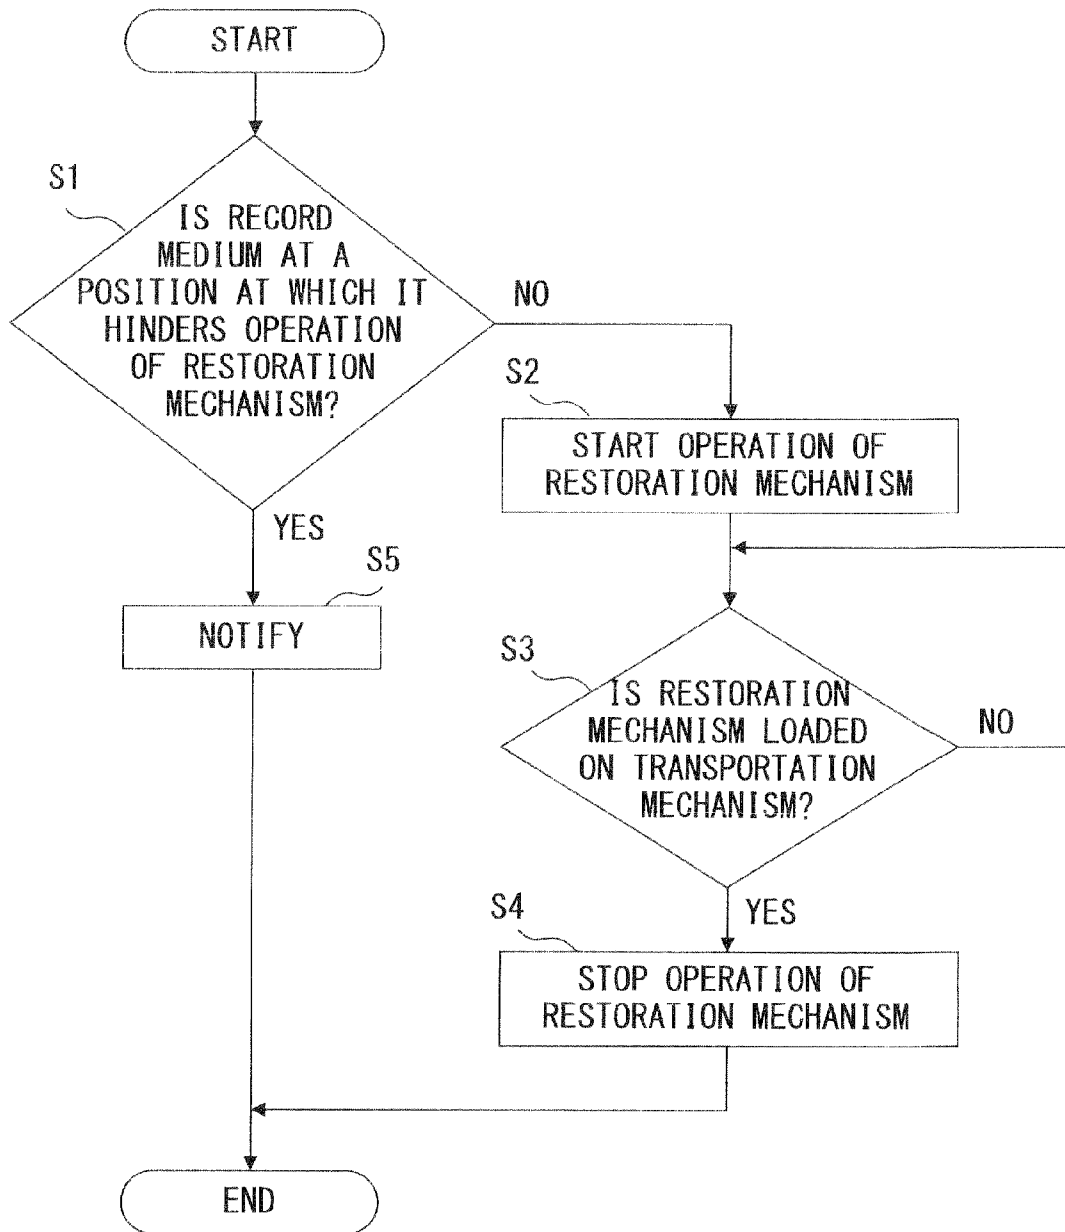 START
S1
IS RECORD
MEDIUM AT A
POSITION AT WHICH IT
HINDERS OPERATION
OF RESTORATION
MECHANISM?
NO
S2
START OPERATION OF
RESTORATION MECHANISM
YES
S5
NOTIFY
S3
IS RESTORATION
MECHANISM LOADED
ON TRANSPORTATION
MECHANISM?
NO
YES
S4
STOP OPERATION OF
RESTORATION MECHANISM
END